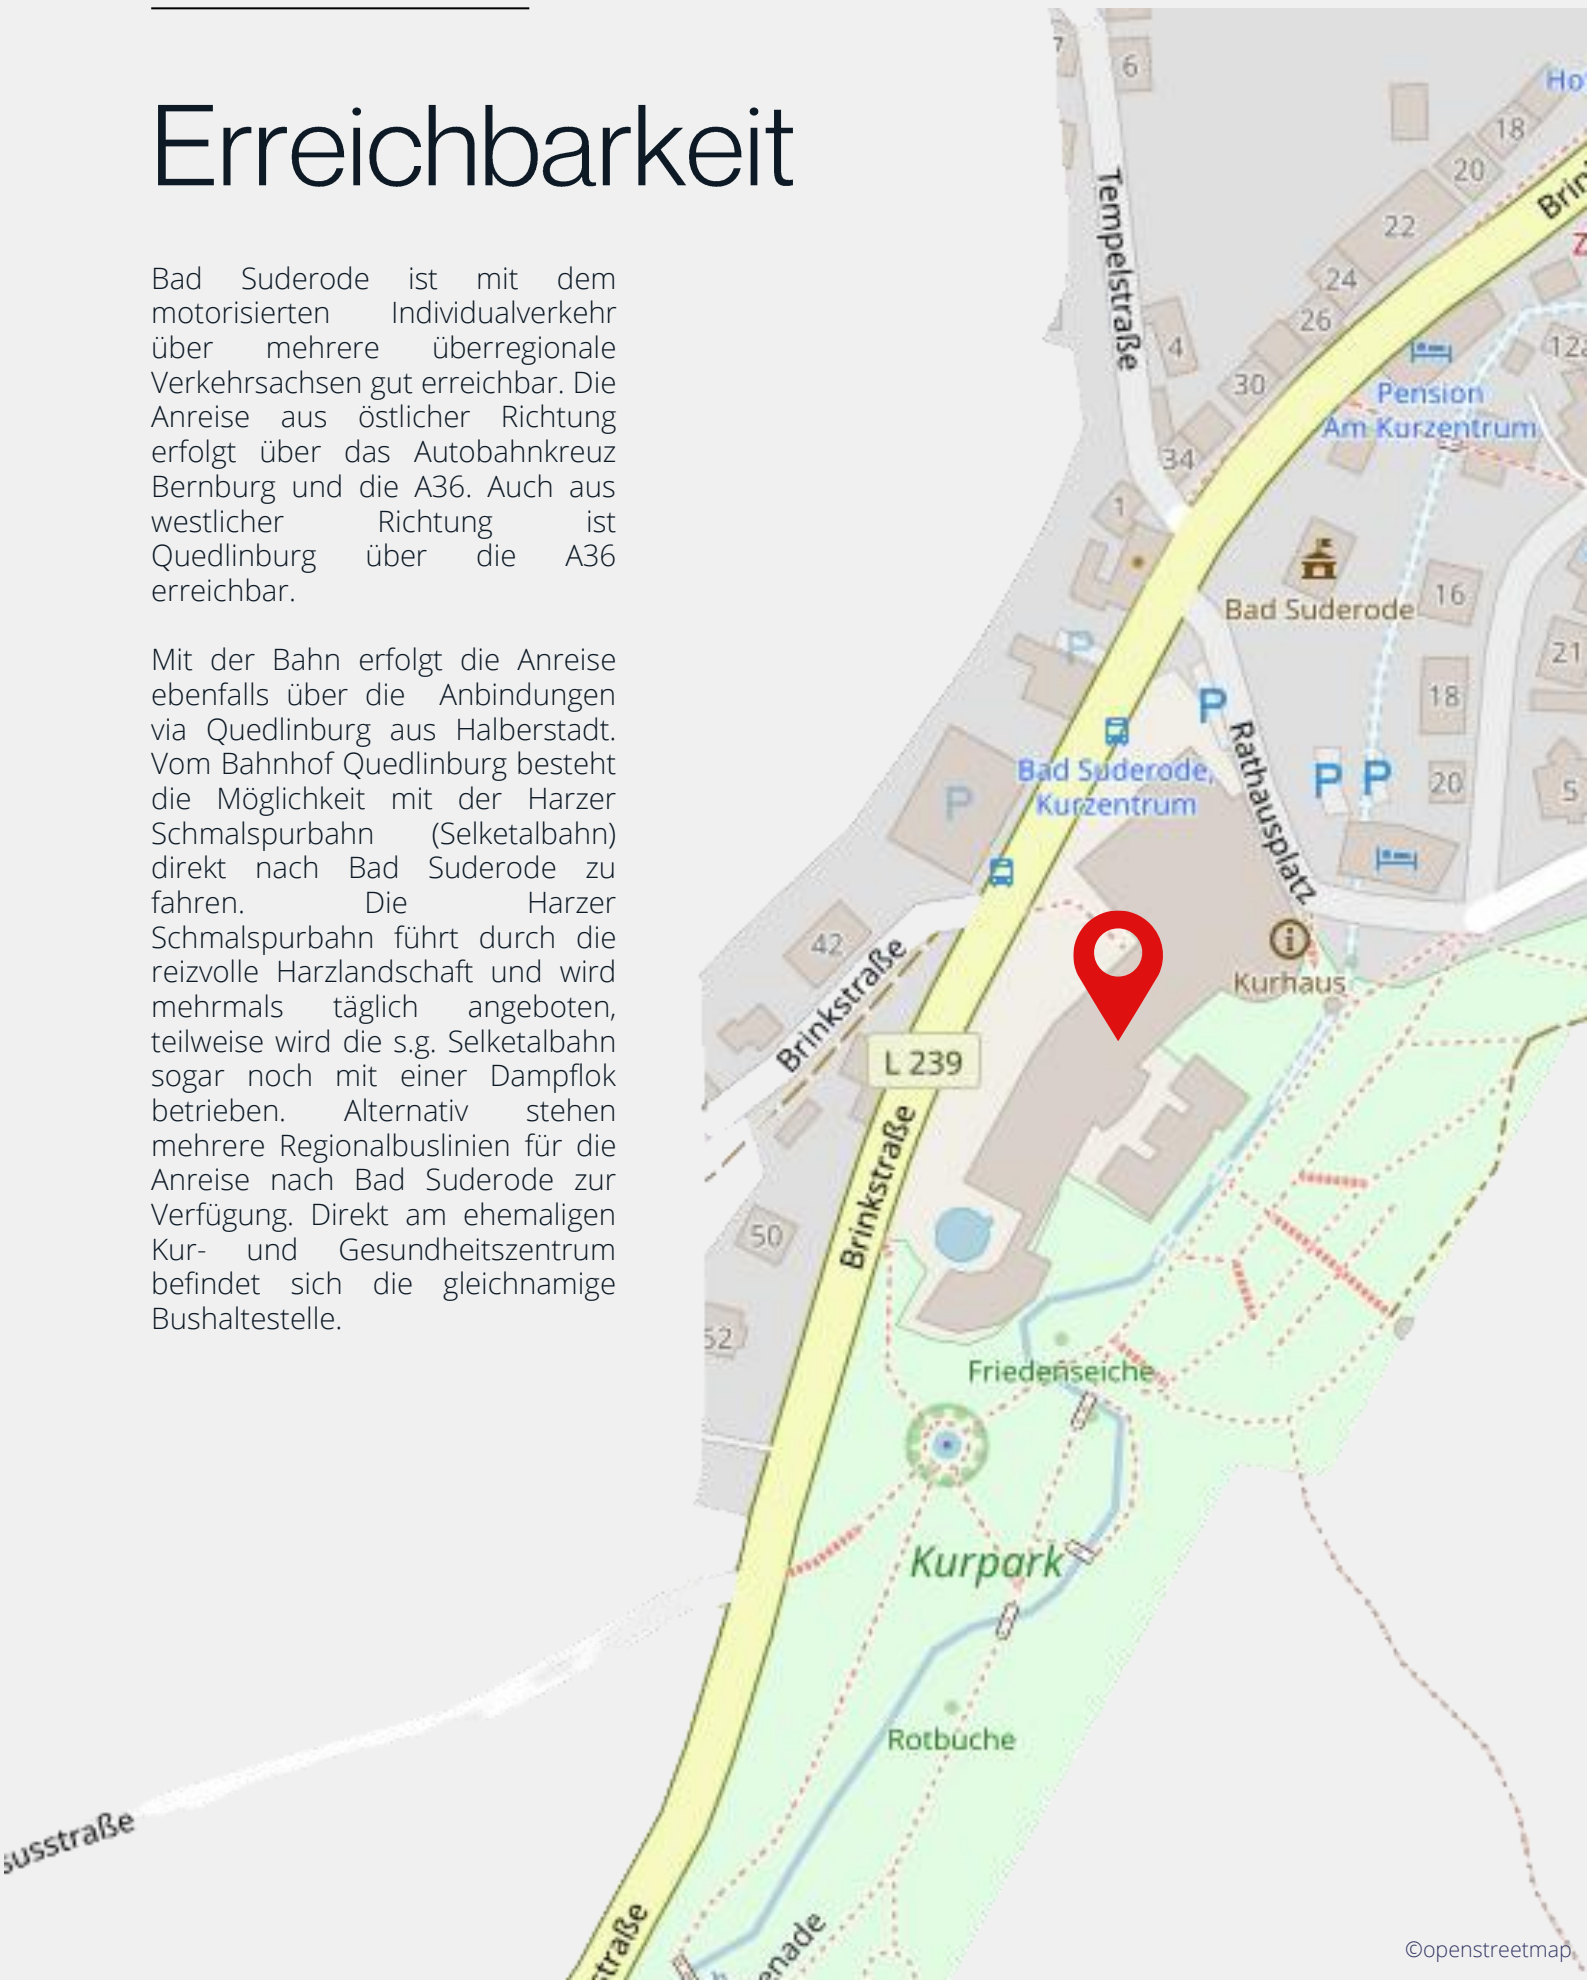 Erreichbarkeit
Bad Suderode ist mit dem
motorisierten Individualverkehr
über mehrere überregionale
Verkehrsachsen gut erreichbar. Die
Anreise aus östlicher Richtung
erfolgt über das Autobahnkreuz
Bernburg und die A36. Auch aus
westlicher Richtung ist
Quedlinburg über die A36
erreichbar.
Mit der Bahn erfolgt die Anreise
ebenfalls über die Anbindungen
via Quedlinburg aus Halberstadt.
Vom Bahnhof Quedlinburg besteht
die Möglichkeit mit der Harzer
Schmalspurbahn (Selketalbahn)
direkt nach Bad Suderode zu
fahren. Die Harzer
Schmalspurbahn führt durch die
reizvolle Harzlandschaft und wird
mehrmals täglich angeboten,
teilweise wird die s.g. Selketalbahn
sogar noch mit einer Dampflok
betrieben. Alternativ stehen
mehrere Regionalbuslinien für die
Anreise nach Bad Suderode zur
Verfügung. Direkt am ehemaligen
Kur- und Gesundheitszentrum
befindet sich die gleichnamige
Bushaltestelle.
7
6
Ho
18
20
Brin
22
Z
Tempelstraße
24
26
4
12a
30
Pension
Am Kurzentrum
34
1
Bad Suderode
16
P
21
18
P
Rathausplatz
Bad Suderode,
Kurzentrum
P P
20
5
P
42
Brinkstraße
Kurhaus
L 239
Brinkstraße
50
52
Friedenseiche
Kurpark
Rotbuche
susstraße
straße
enade
©openstreetmap